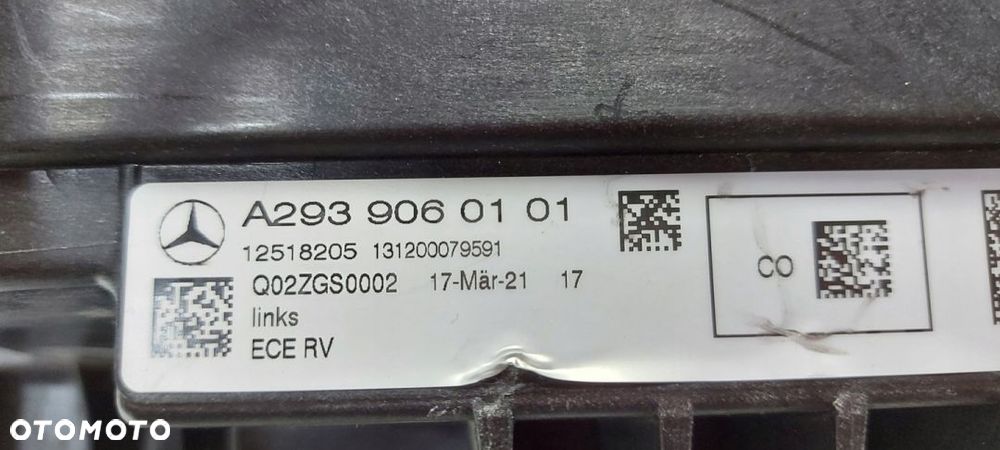 A293 906 01 01
12518205 131200079591
Q02ZGS0002 17-Mär-21 17
links
ECE RV
CO
OTOMOTO